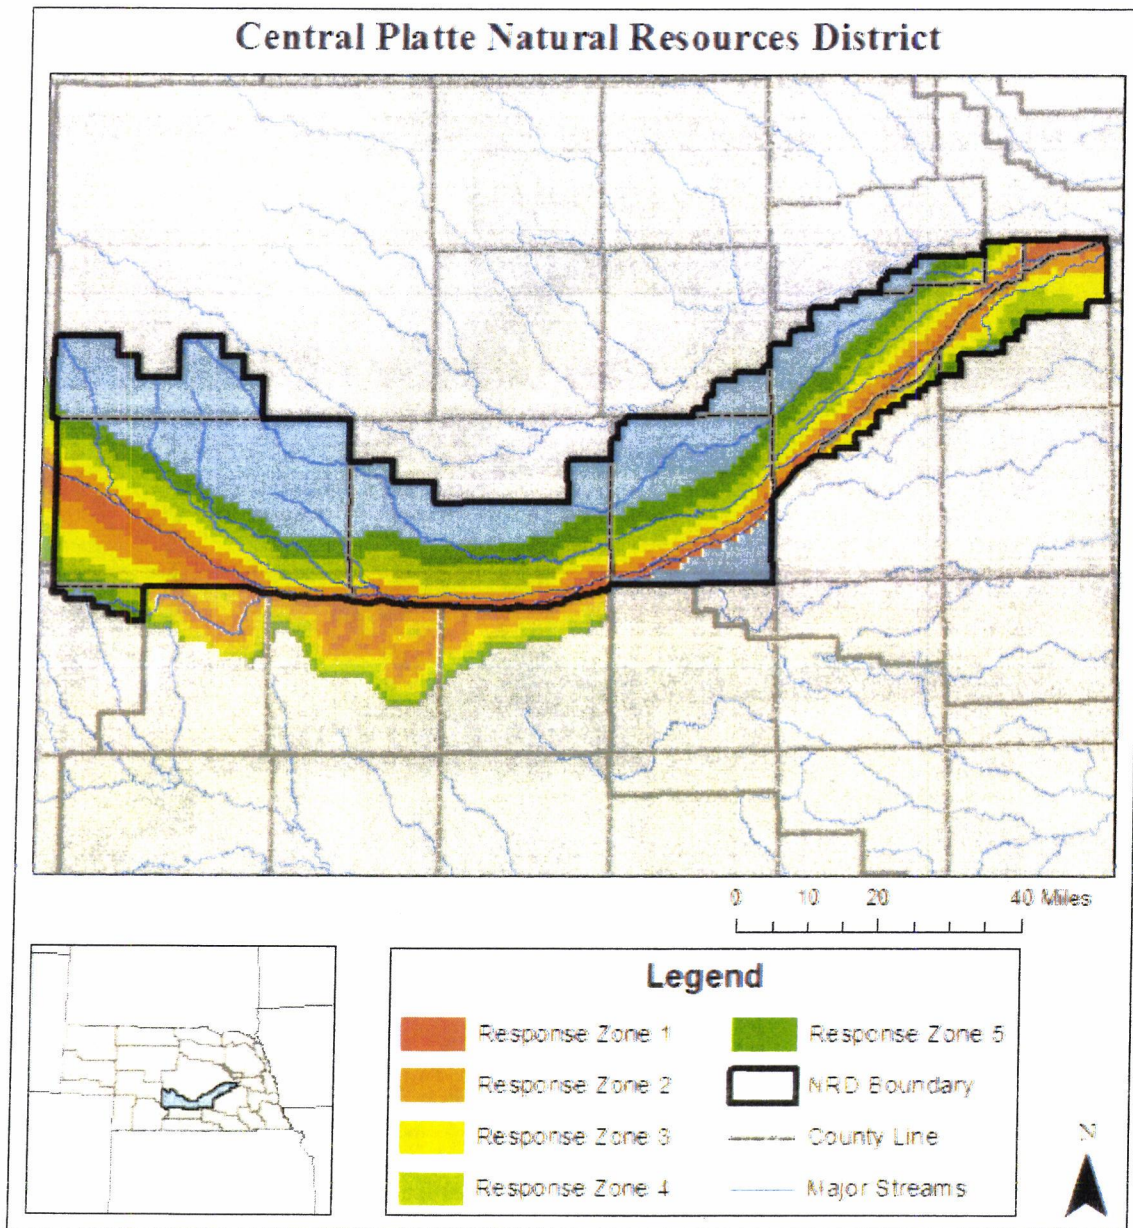 Central Platte Natural Resources District
0 10 20 40 Miles
Legend
Response Zone 1
Response Zone 2
Response Zone 3
Response Zone 4
Response Zone 5
NRD Boundary
County Line
Major Streams
N